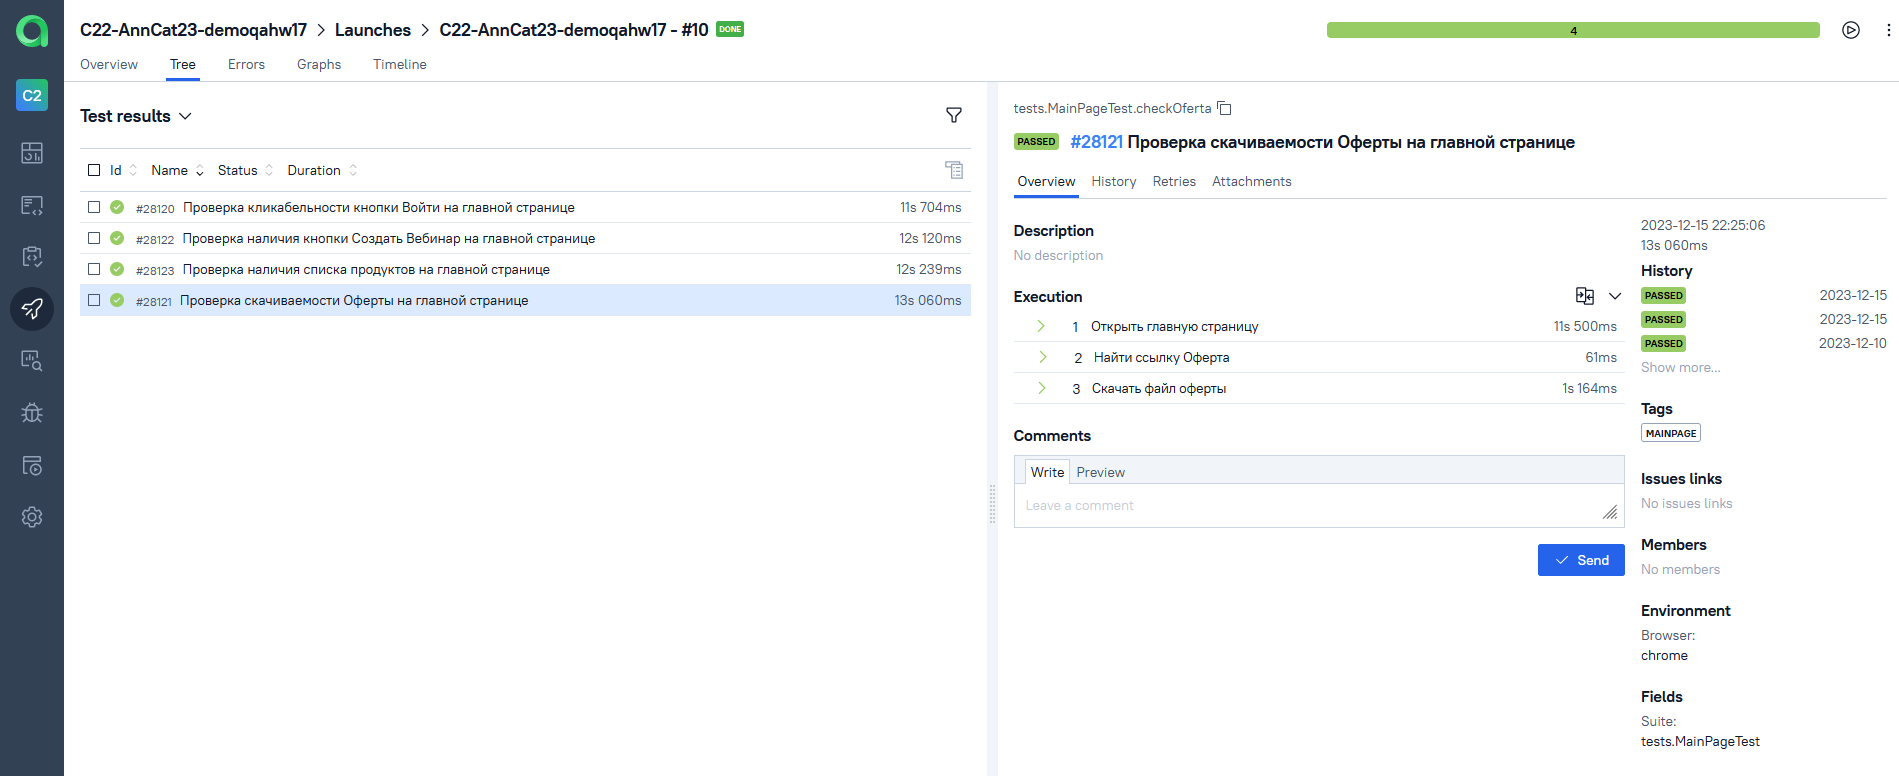 C22-AnnCat23-demoqahw17 > Launches > C22-AnnCat23-demoqahw17 - #10 DONE
4
Overview Tree Errors Graphs Timeline
C2
Test results
Id Name Status Duration
#28120 Проверка кликабельности кнопки Войти на главной странице 11s 704ms
#28122 Проверка наличия кнопки Создать Вебинар на главной странице 12s 120ms
#28123 Проверка наличия списка продуктов на главной странице 12s 239ms
#28121 Проверка скачиваемости Оферты на главной странице 13s 060ms
tests.MainPageTest.checkOferta
PASSED #28121 Проверка скачиваемости Оферты на главной странице
Overview History Retries Attachments
Description
No description
Execution
1 Открыть главную страницу 11s 500ms
2 Найти ссылку Оферта 61ms
3 Скачать файл оферты 1s 164ms
Comments
Write Preview
Leave a comment
Send
2023-12-15 22:25:06
13s 060ms
History
PASSED 2023-12-15
PASSED 2023-12-15
PASSED 2023-12-10
Show more...
Tags
MAINPAGE
Issues links
No issues links
Members
No members
Environment
Browser:
chrome
Fields
Suite:
tests.MainPageTest